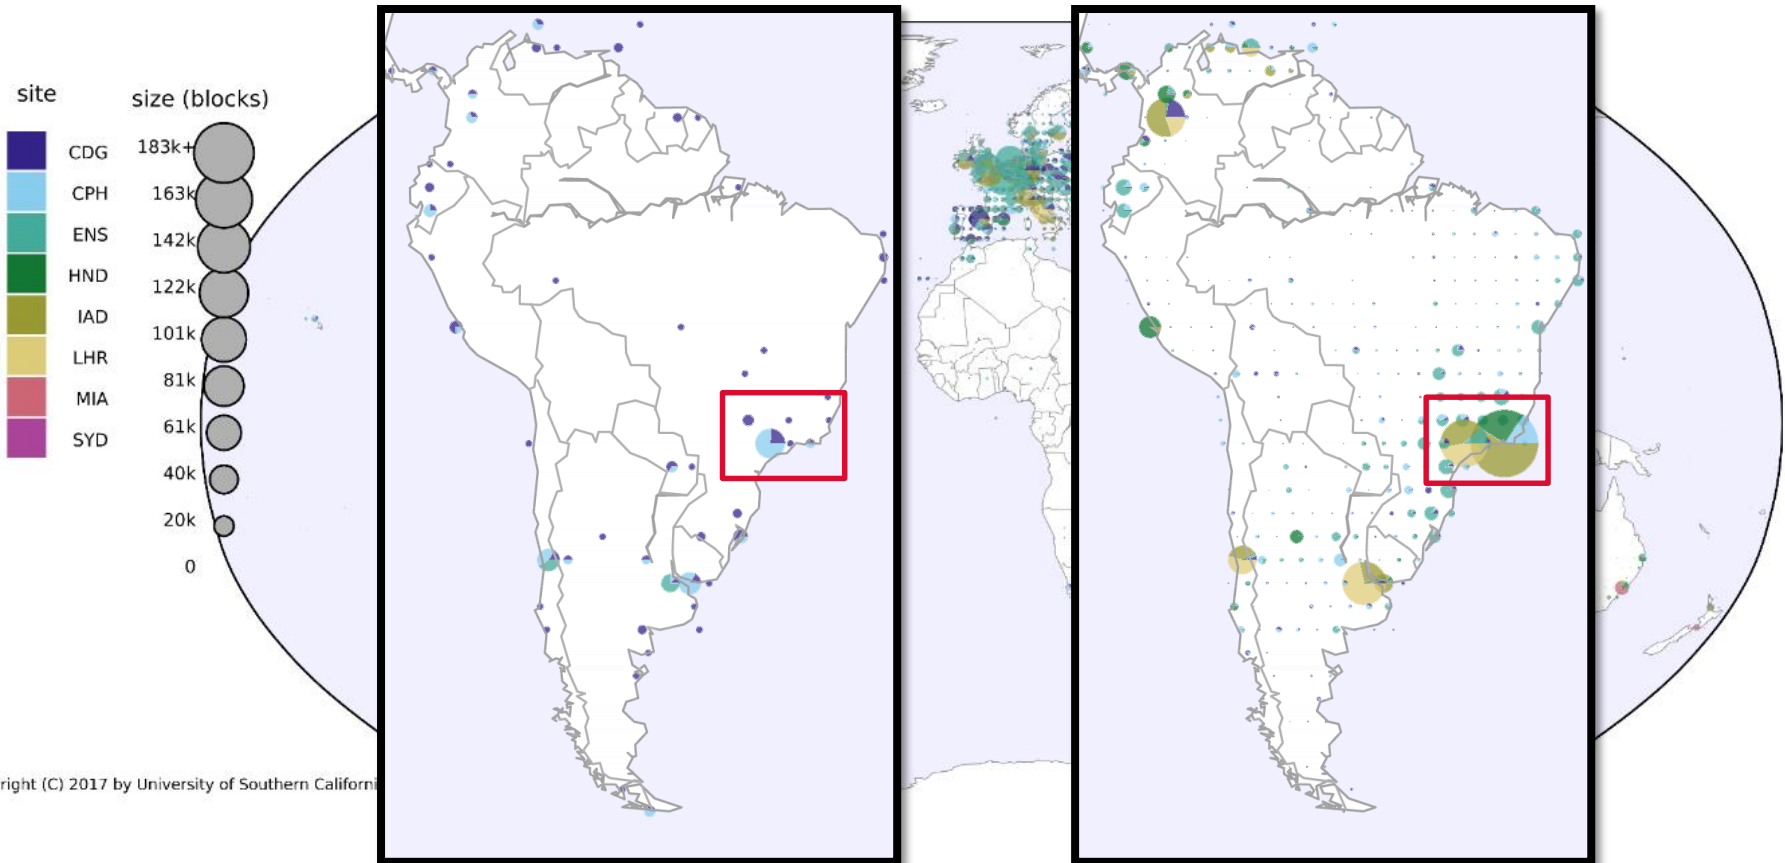 site
size (blocks)
CDG
CPH
ENS
HND
IAD
LHR
MIA
SYD
183k+
163k
142k
122k
101k
81k
61k
40k
20k
0
right (C) 2017 by University of Southern Californi